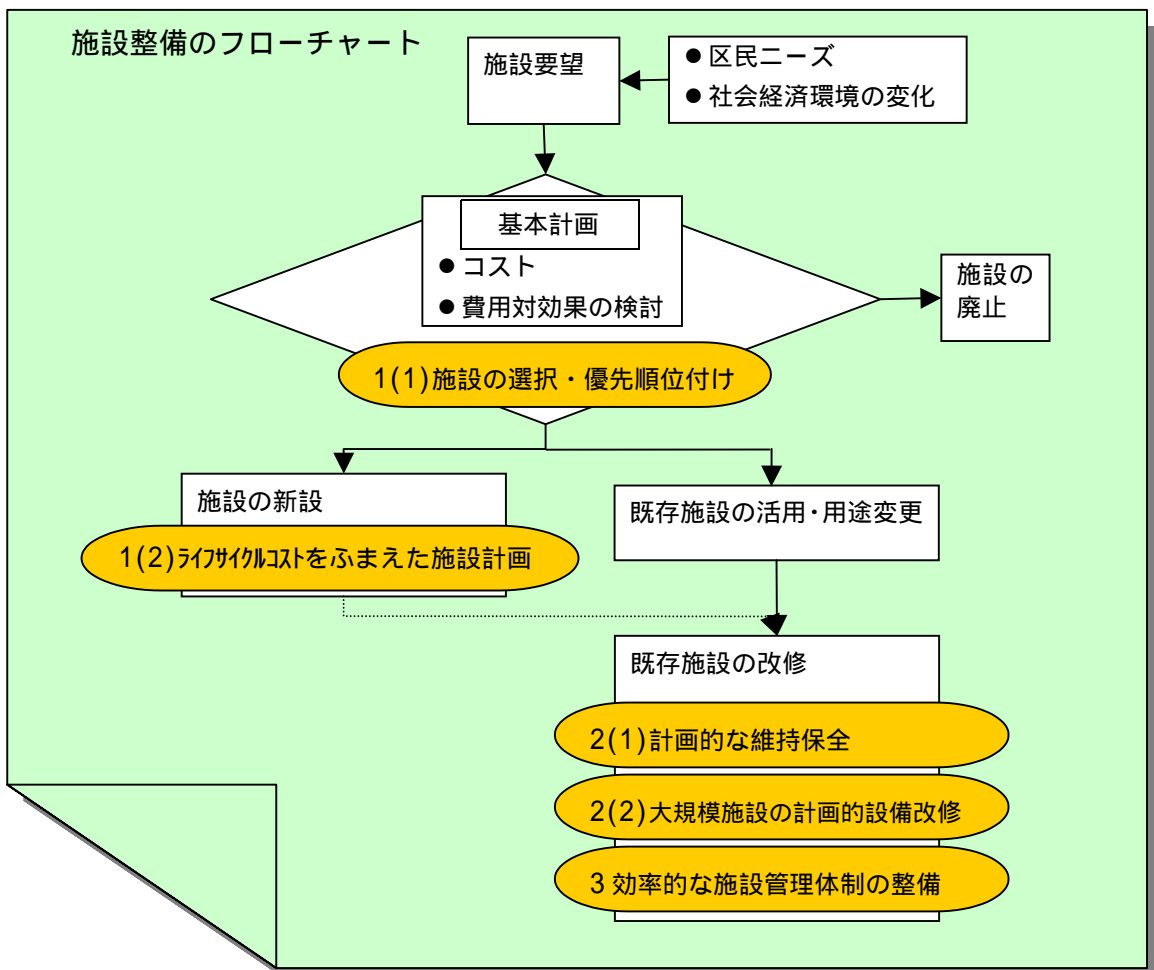 施設整備のフローチャート
施設要望
●区民ニーズ
●社会経済環境の変化
基本計画
●コスト
●費用対効果の検討
施設の
廃止
1(1)施設の選択・優先順位付け
施設の新設
1(2)ﾗｲﾌｻｲｸﾙｺｽﾄをふまえた施設計画
既存施設の活用・用途変更
既存施設の改修
2(1)計画的な維持保全
2(2)大規模施設の計画的設備改修
3 効率的な施設管理体制の整備